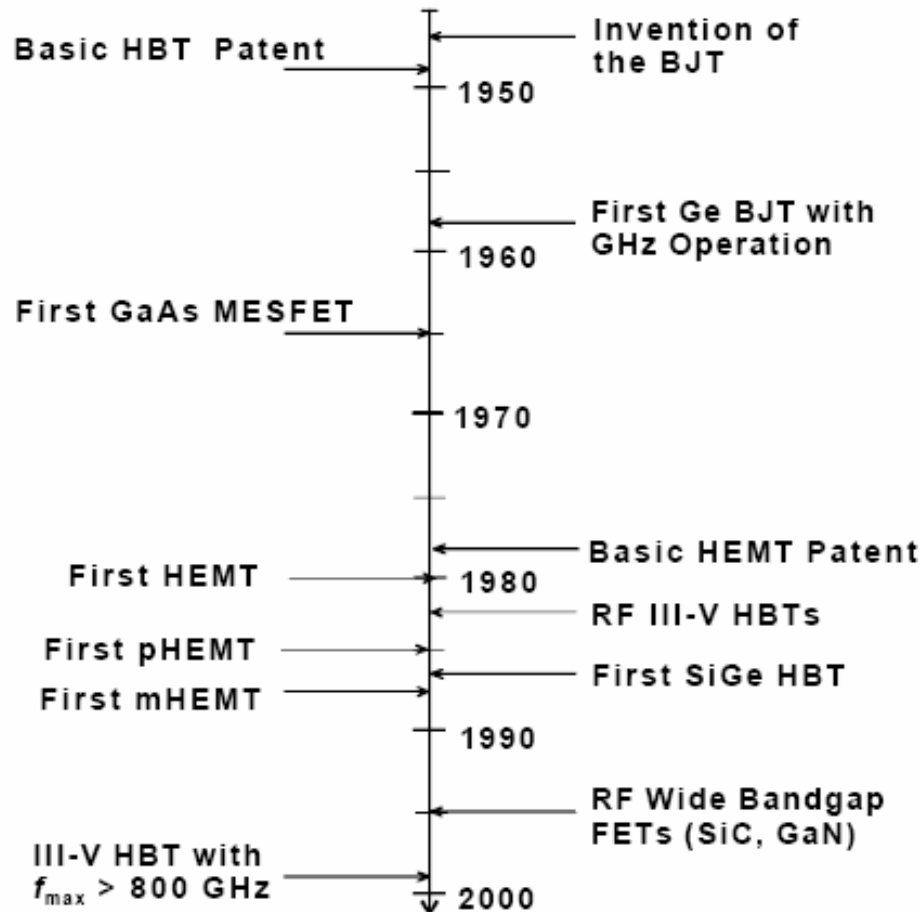 Invention of
the BJT
Basic HBT Patent
1950
First Ge BJT with
GHz Operation
1960
First GaAs MESFET
1970
Basic HEMT Patent
First HEMT
1980
RF III-V HBTs
First pHEMT
First SiGe HBT
First mHEMT
1990
RF Wide Bandgap
FETs (SiC, GaN)
III-V HBT with
fmax > 800 GHz
2000